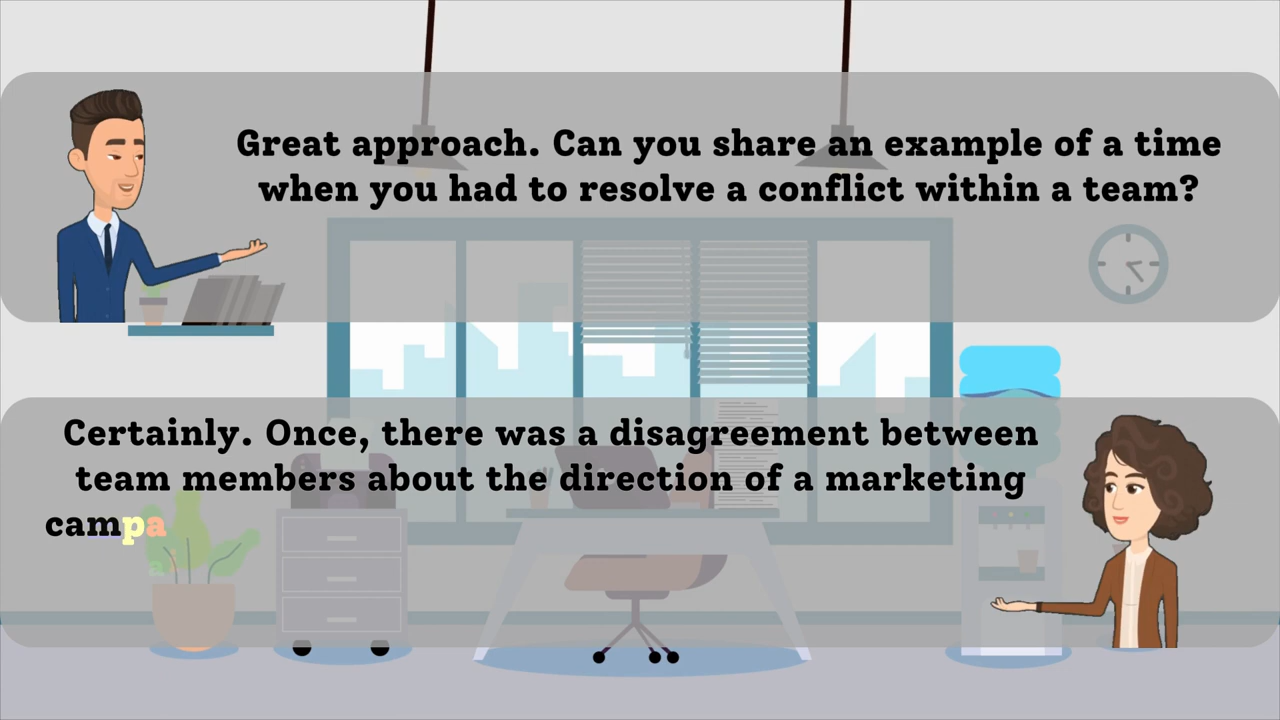 Great approach. Can you share an example of a time
when you had to resolve a conflict within a team?
Certainly. Once, there was a disagreement between
team members about the direction of a marketing
campa